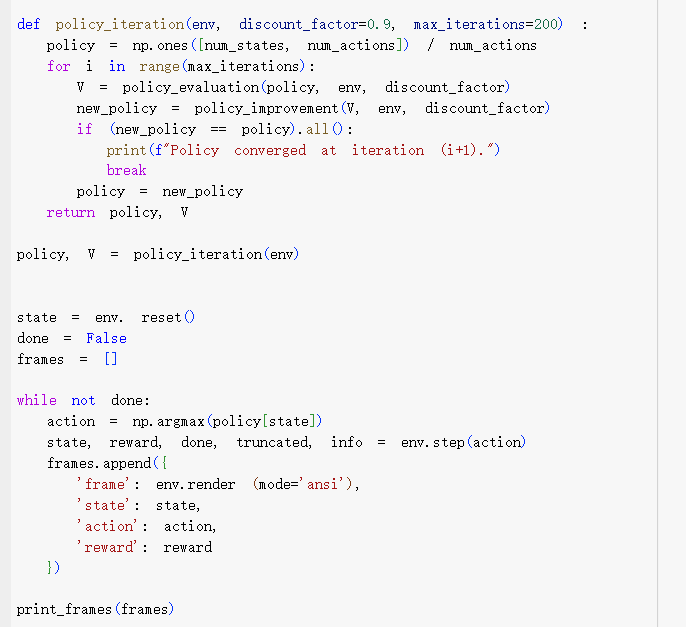 def policy_iteration(env, discount_factor=0.9, max_iterations=200) :
    policy = np.ones([num_states, num_actions]) / num_actions
    for i in range(max_iterations):
        V = policy_evaluation(policy, env, discount_factor)
        new_policy = policy_improvement(V, env, discount_factor)
        if (new_policy == policy).all():
            print(f"Policy converged at iteration (i+1).")
            break
        policy = new_policy
    return policy, V

policy, V = policy_iteration(env)

state = env. reset()
done = False
frames = []

while not done:
    action = np.argmax(policy[state])
    state, reward, done, truncated, info = env.step(action)
    frames.append({
        'frame': env.render (mode='ansi'),
        'state': state,
        'action': action,
        'reward': reward
    })

print_frames(frames)